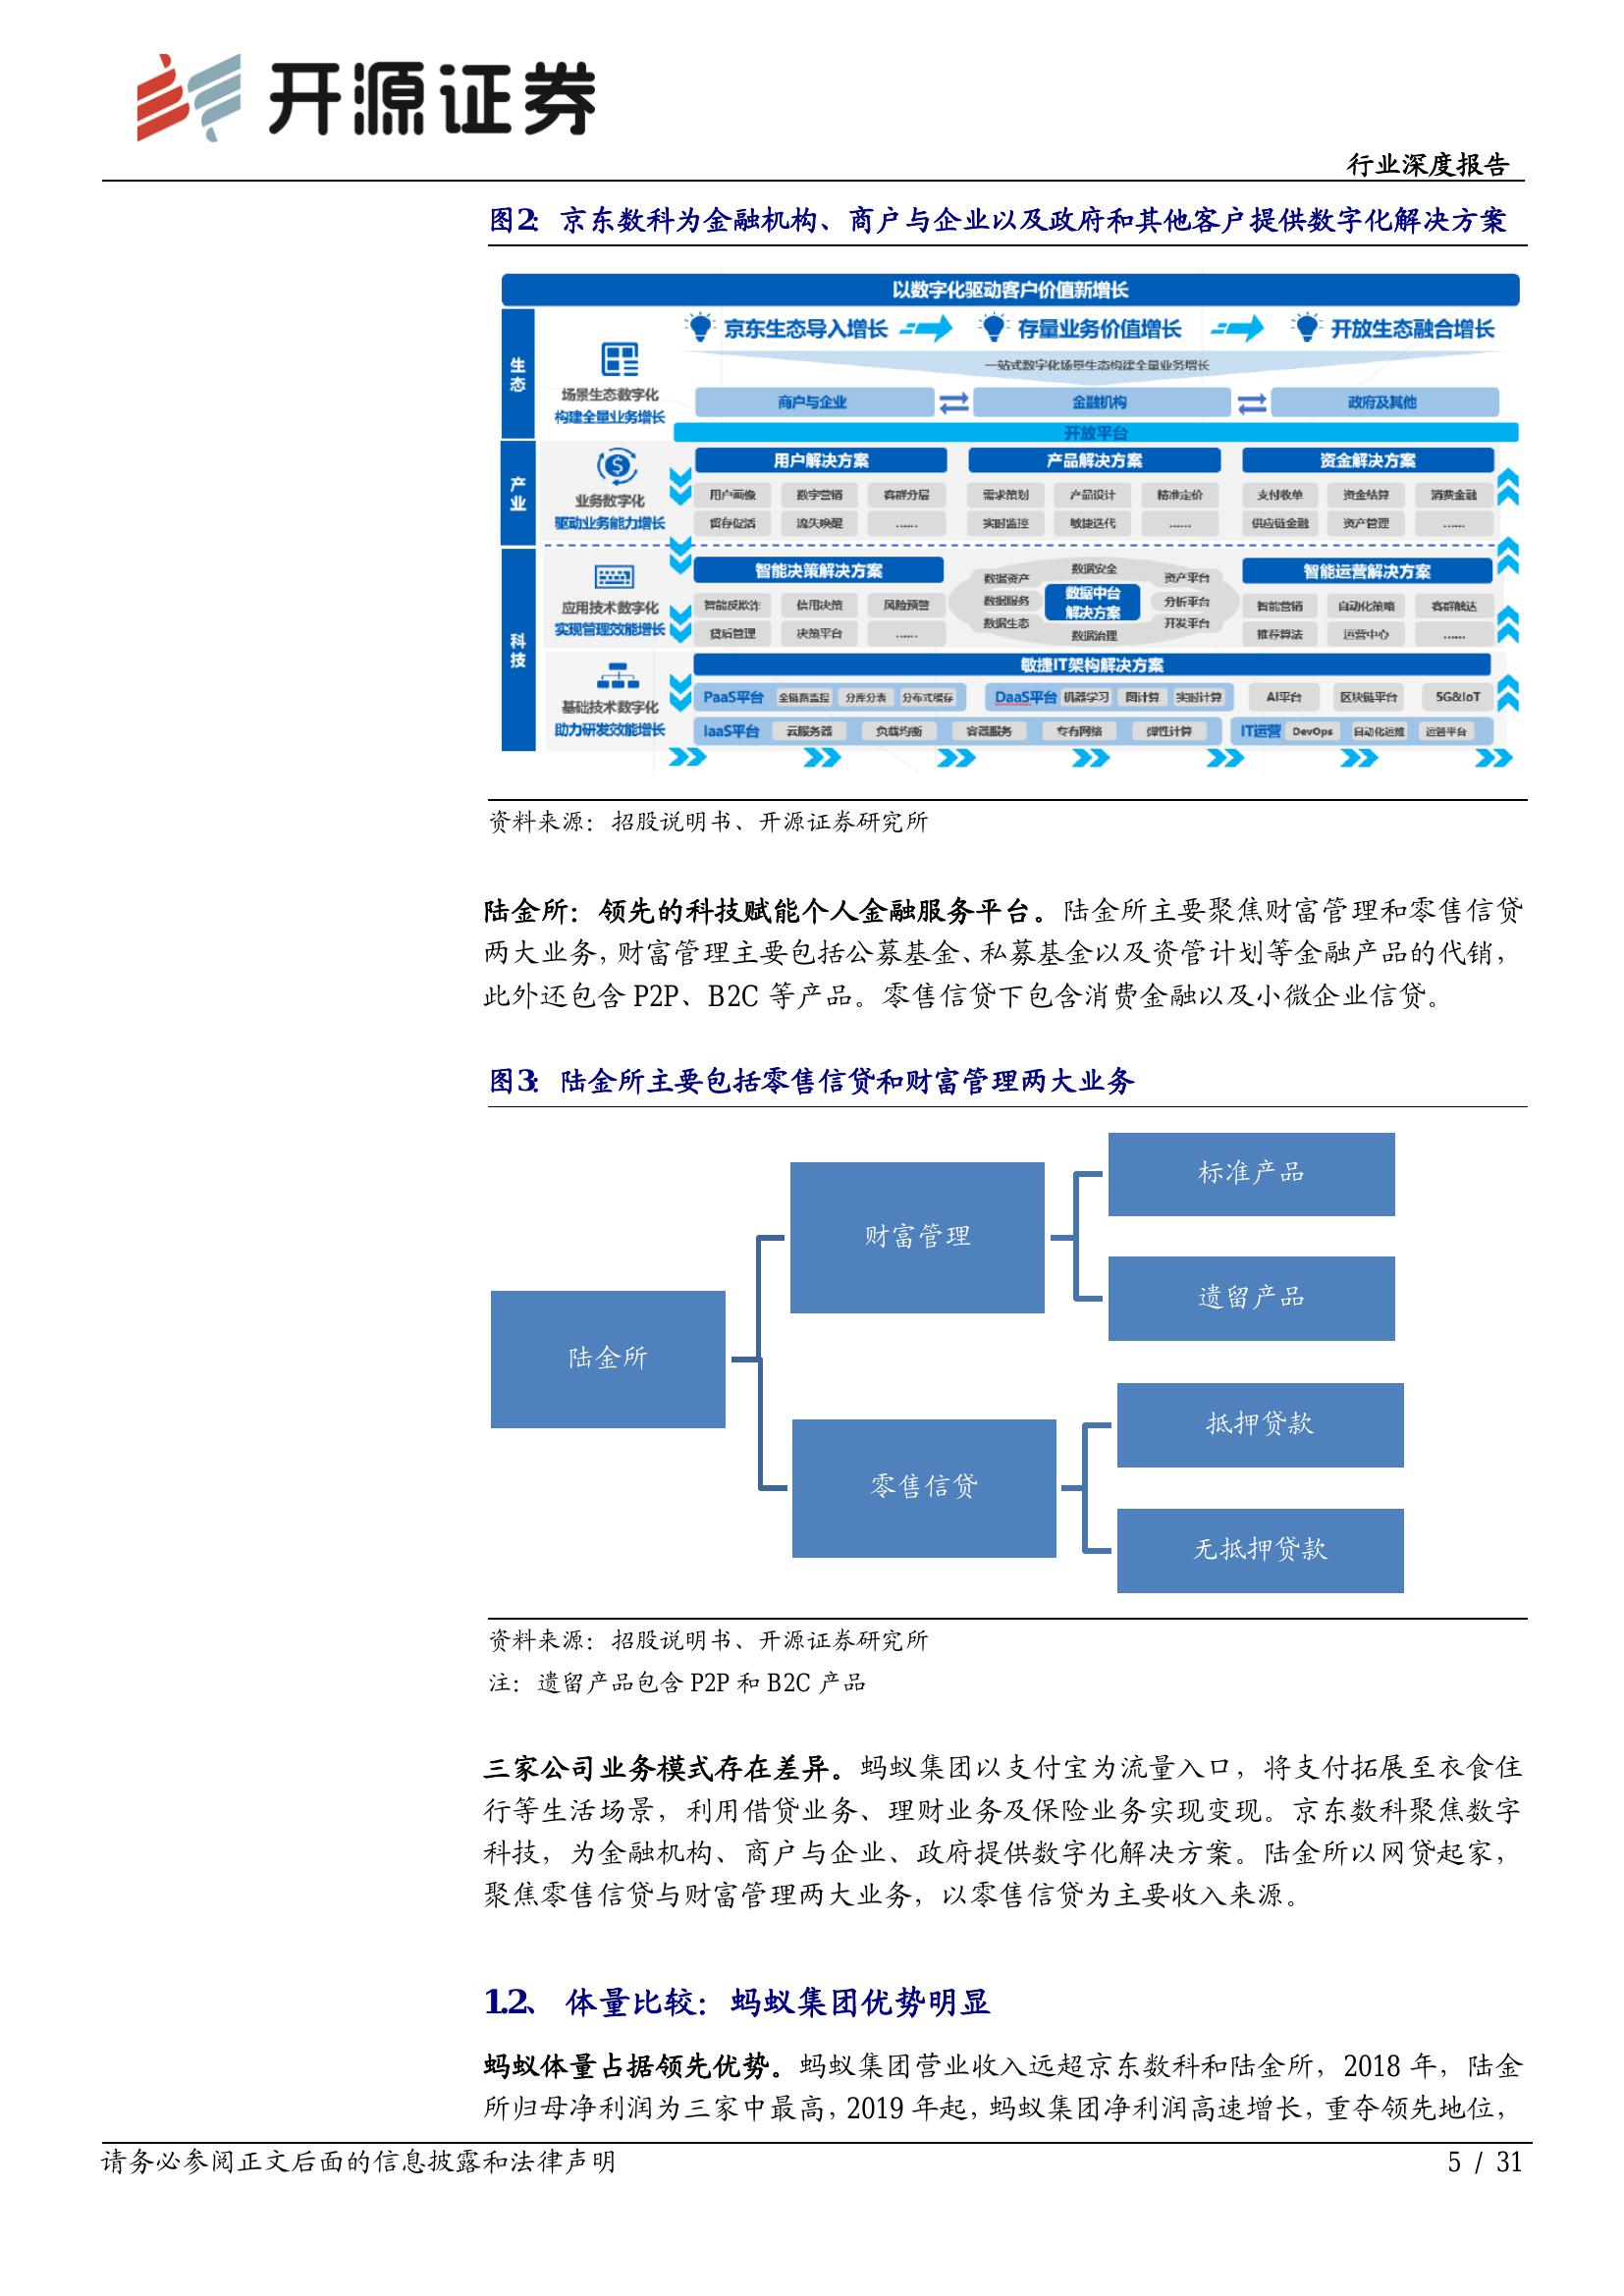 开源证券
行业深度报告
图2：京东数科为金融机构、商户与企业以及政府和其他客户提供数字化解决方案
以数字化驱动客户价值新增长
生态
京东生态导入增长 存量业务价值增长 开放生态融合增长
一站式数字化场景生态构建全量业务增长
场景生态数字化
构建全量业务增长
商户与企业 金融机构 政府及其他
开放平台
产业
业务数字化
驱动业务能力增长
用户解决方案 产品解决方案 资金解决方案
用户画像 数字营销 客群分层 需求策划 产品设计 精准定价 支付收单 资金结算 消费金融
留存促活 流失唤醒 …… 实时监控 敏捷迭代 …… 供应链金融 资产管理 ……
科技
应用技术数字化
实现管理效能增长
智能决策解决方案
智能反欺诈 信用决策 风险预警
贷后管理 决策平台 ……
数据安全
数据资产 资产平台
数据服务 数据中台 分析平台
解决方案
数据生态 开发平台
数据治理
智能运营解决方案
智能营销 自动化策略 客群触达
推荐算法 运营中心 ……
基础技术数字化
助力研发效能增长
敏捷IT架构解决方案
PaaS平台 全链路监控 分库分表 分布式缓存 DaaS平台 机器学习 图计算 实时计算 AI平台 区块链平台 5G&IoT
IaaS平台 云服务器 负载均衡 容器服务 专有网络 弹性计算 IT运营 DevOps 自动化运维 运营平台
资料来源：招股说明书、开源证券研究所
陆金所：领先的科技赋能个人金融服务平台。陆金所主要聚焦财富管理和零售信贷
两大业务，财富管理主要包括公募基金、私募基金以及资管计划等金融产品的代销，
此外还包含 P2P、B2C 等产品。零售信贷下包含消费金融以及小微企业信贷。
图3：陆金所主要包括零售信贷和财富管理两大业务
标准产品
财富管理
遗留产品
陆金所
抵押贷款
零售信贷
无抵押贷款
资料来源：招股说明书、开源证券研究所
注：遗留产品包含 P2P 和 B2C 产品
三家公司业务模式存在差异。蚂蚁集团以支付宝为流量入口，将支付拓展至衣食住
行等生活场景，利用借贷业务、理财业务及保险业务实现变现。京东数科聚焦数字
科技，为金融机构、商户与企业、政府提供数字化解决方案。陆金所以网贷起家，
聚焦零售信贷与财富管理两大业务，以零售信贷为主要收入来源。
1.2、 体量比较：蚂蚁集团优势明显
蚂蚁体量占据领先优势。蚂蚁集团营业收入远超京东数科和陆金所，2018 年，陆金
所归母净利润为三家中最高，2019 年起，蚂蚁集团净利润高速增长，重夺领先地位，
请务必参阅正文后面的信息披露和法律声明
5 / 31